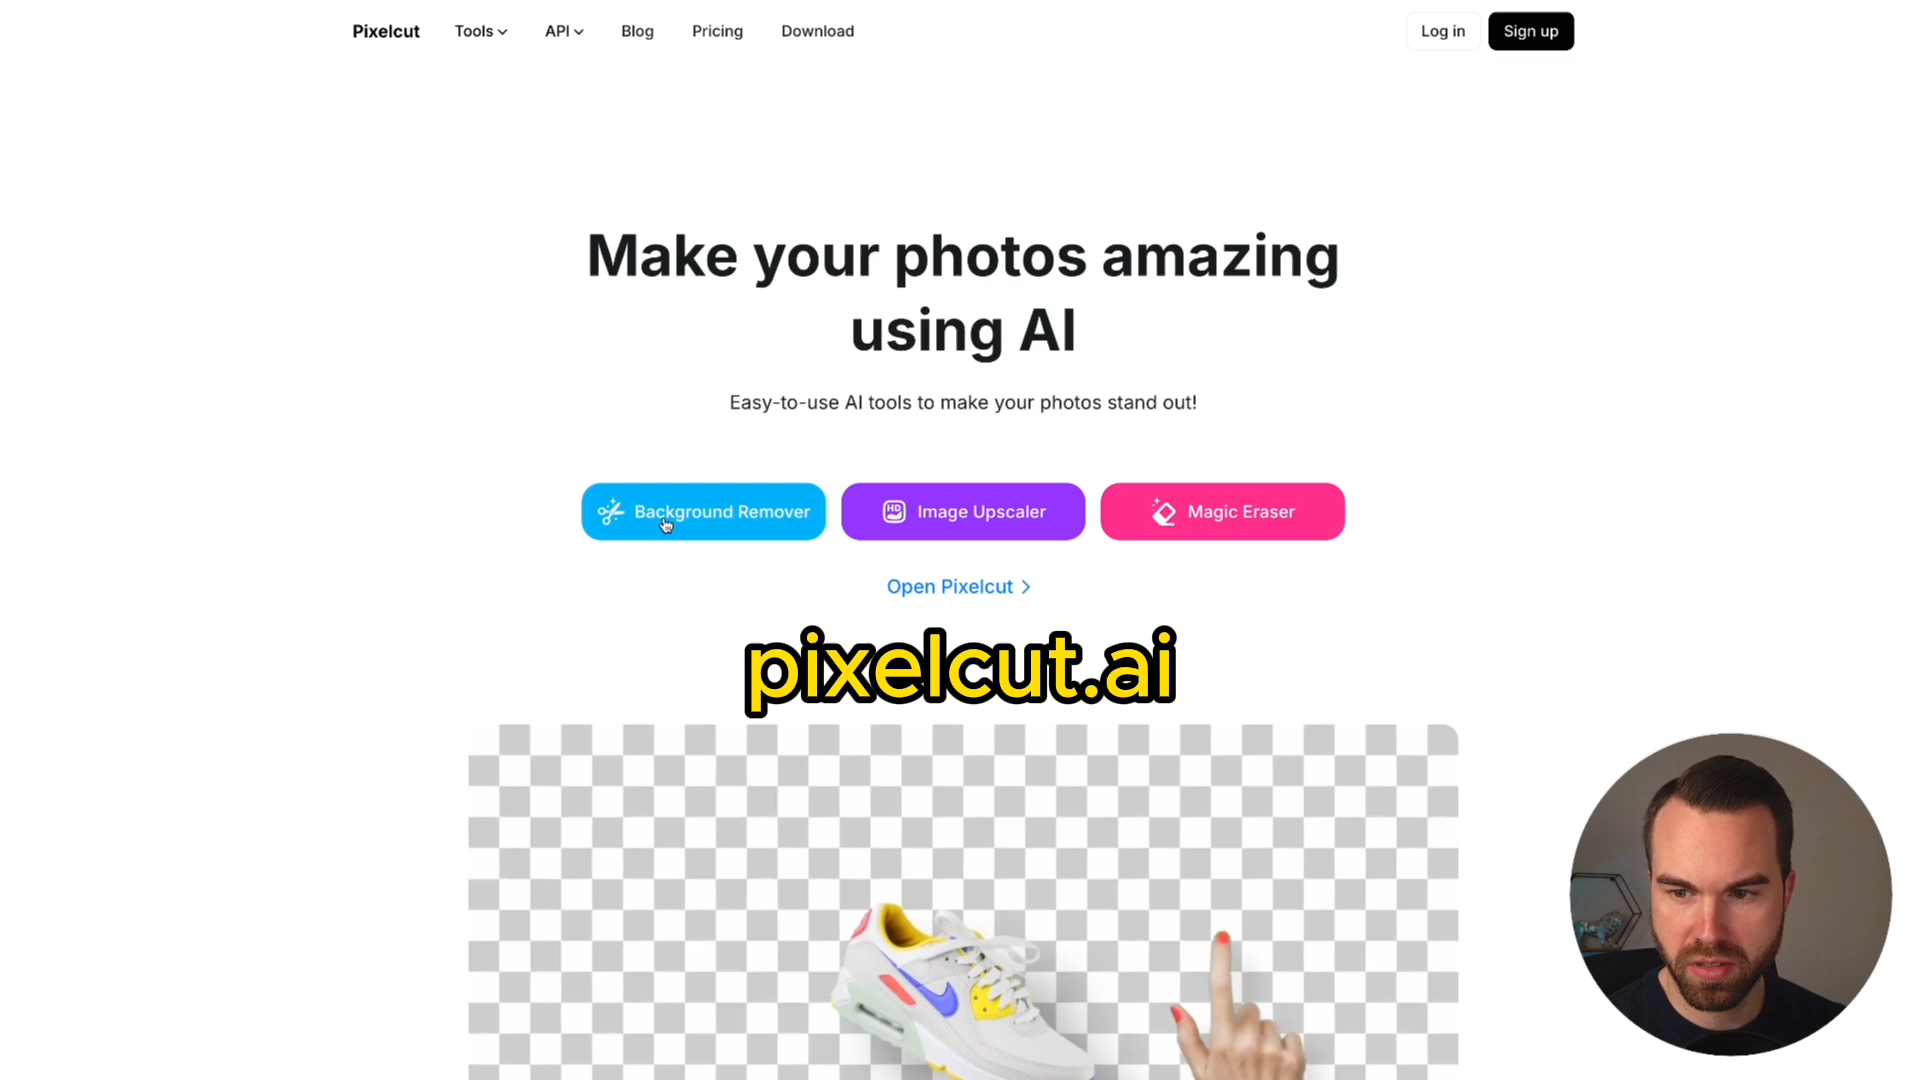 Pixelcut
Tools
API
Blog
Pricing
Download
Log in
Sign up
Make your photos amazing
using AI
Easy-to-use AI tools to make your photos stand out!
Background Remover
HD
Image Upscaler
Magic Eraser
Open Pixelcut
pixelcut.ai